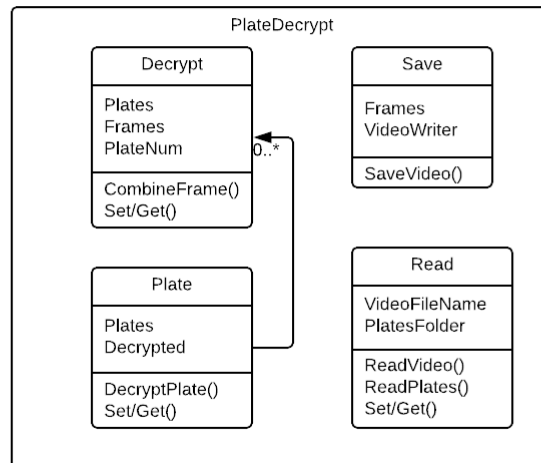 PlateDecrypt
Decrypt
Plates
Frames
PlateNum
CombineFrame()
Set/Get()
0..*
Save
Frames
VideoWriter
SaveVideo()
Plate
Plates
Decrypted
DecryptPlate()
Set/Get()
Read
VideoFileName
PlatesFolder
ReadVideo()
ReadPlates()
Set/Get()